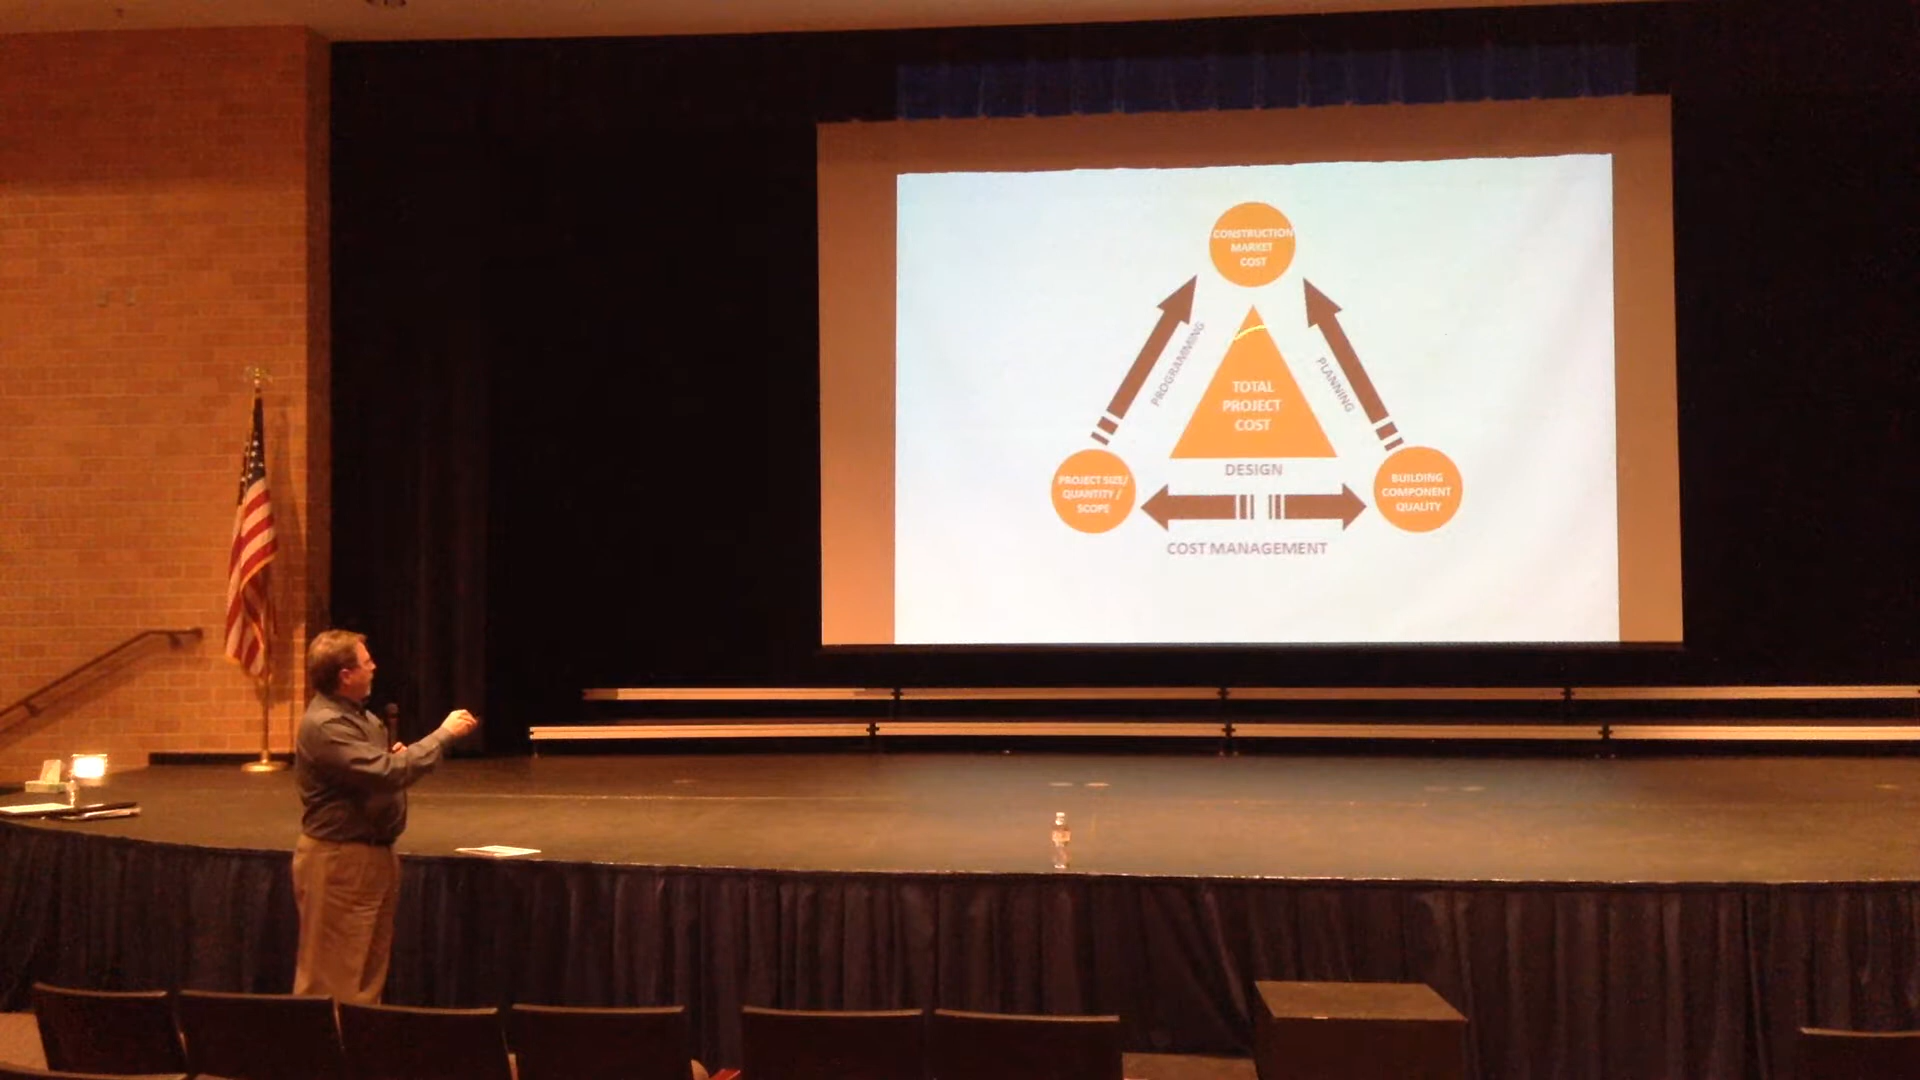 CONSTRUCTION
MARKET
COST
PROGRAMMING
PLANNING
TOTAL
PROJECT
COST
PROJECT SIZE/
QUANTITY /
SCOPE
DESIGN
BUILDING
COMPONENT
QUALITY
COST MANAGEMENT